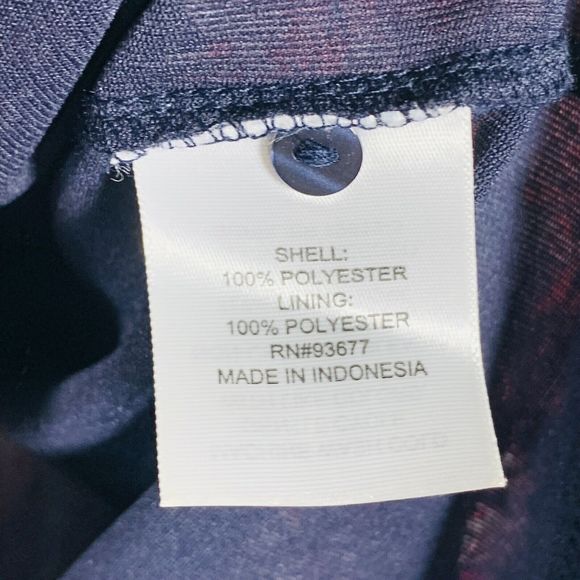 SHELL:
100% POLYESTER
LINING:
100% POLYESTER
RN#93677
MADE IN INDONESIA